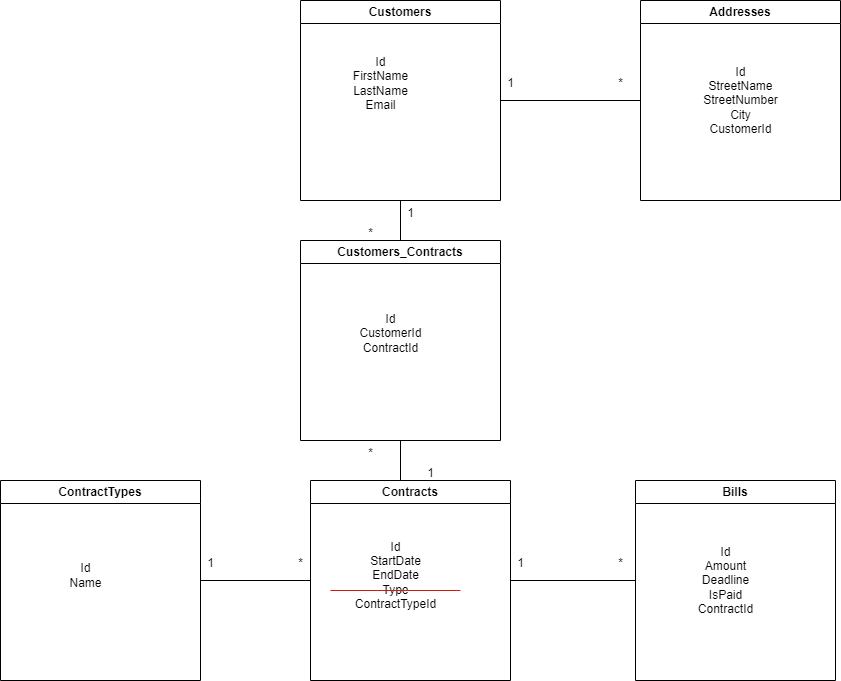 Customers
Id
FirstName
LastName
Email
1
*
Addresses
Id
StreetName
StreetNumber
City
CustomerId
1
*
Customers_Contracts
Id
CustomerId
ContractId
*
1
ContractTypes
Id
Name
1
*
Contracts
Id
StartDate
EndDate
Type
ContractTypeId
1
*
Bills
Id
Amount
Deadline
IsPaid
ContractId